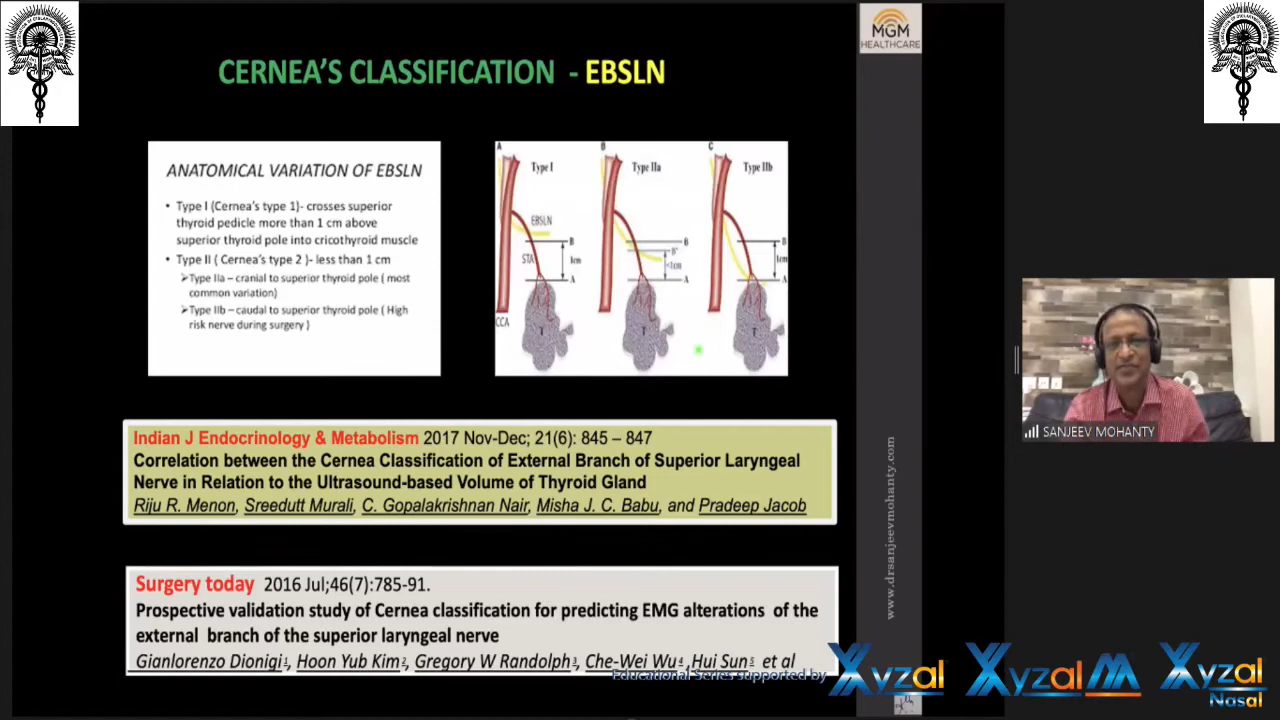 MGM
HEALTHCARE
CERNEA'S CLASSIFICATION - EBSLN
ANATOMICAL VARIATION OF EBSLN
• Type I (Cernea's type 1)- crosses superior
thyroid pedicle more than 1 cm above
superior thyroid pole into cricothyroid muscle
• Type II ( Cernea's type 2 )- less than 1 cm
➢Type IIa – cranial to superior thyroid pole ( most
common variation)
➢Type IIb – caudal to superior thyroid pole ( High
risk nerve during surgery )
A
Type I
EBSLN
B
STA
1cm
A
CCA
T
B
Type IIa
B
B'
<1cm
A
T
C
Type IIb
B
1cm
A
T
Indian J Endocrinology & Metabolism 2017 Nov-Dec; 21(6): 845 – 847
Correlation between the Cernea Classification of External Branch of Superior Laryngeal
Nerve in Relation to the Ultrasound-based Volume of Thyroid Gland
Riju R. Menon, Sreedutt Murali, C. Gopalakrishnan Nair, Misha J. C. Babu, and Pradeep Jacob
Surgery today 2016 Jul;46(7):785-91.
Prospective validation study of Cernea classification for predicting EMG alterations of the
external branch of the superior laryngeal nerve
Gianlorenzo Dionigi1, Hoon Yub Kim2, Gregory W Randolph3, Che-Wei Wu4, Hui Sun5 et al
www.drsanjeevmohanty.com
SANJEEV MOHANTY
Educational Series supported by
Xyzal
Xyzal M
Xyzal
Nasal